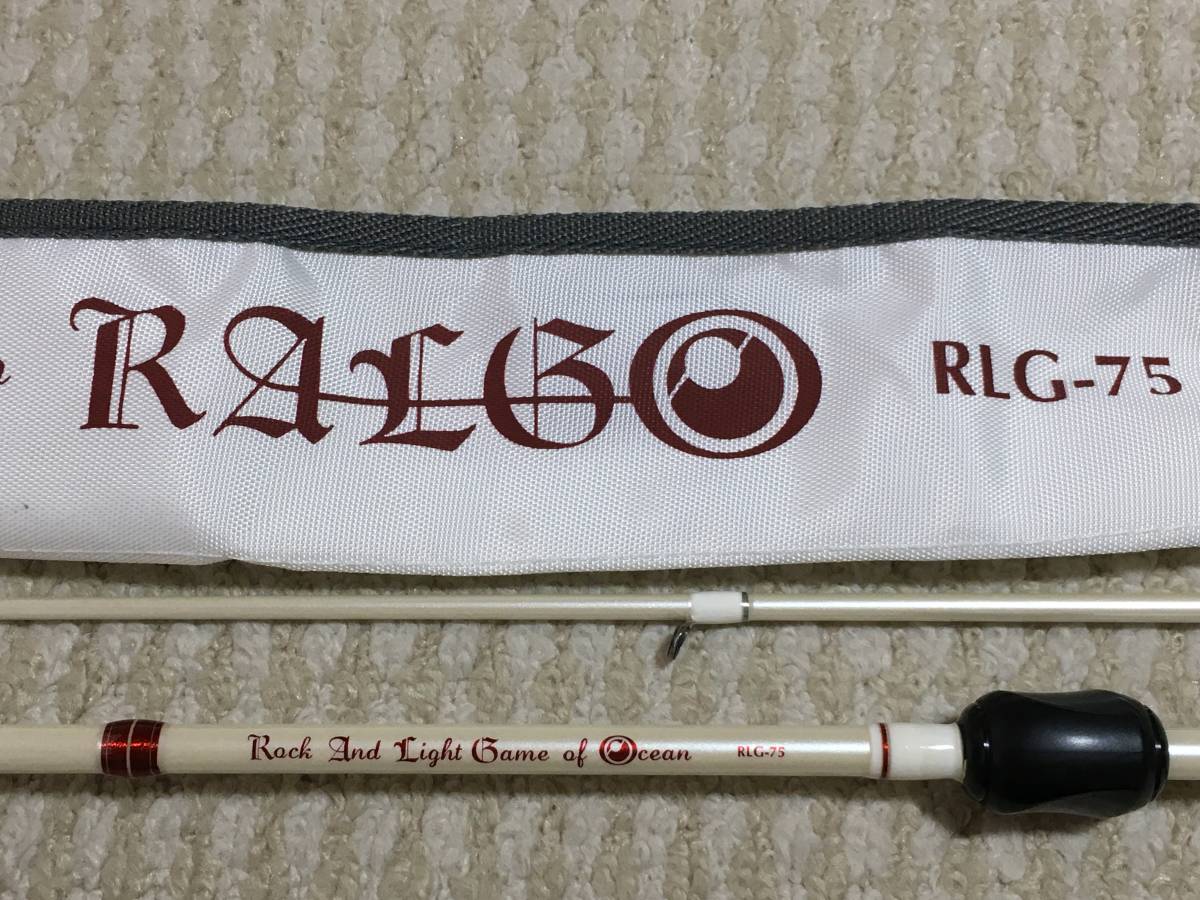 RALGO RLG-75
Rock And Light Game of Ocean RLG-75